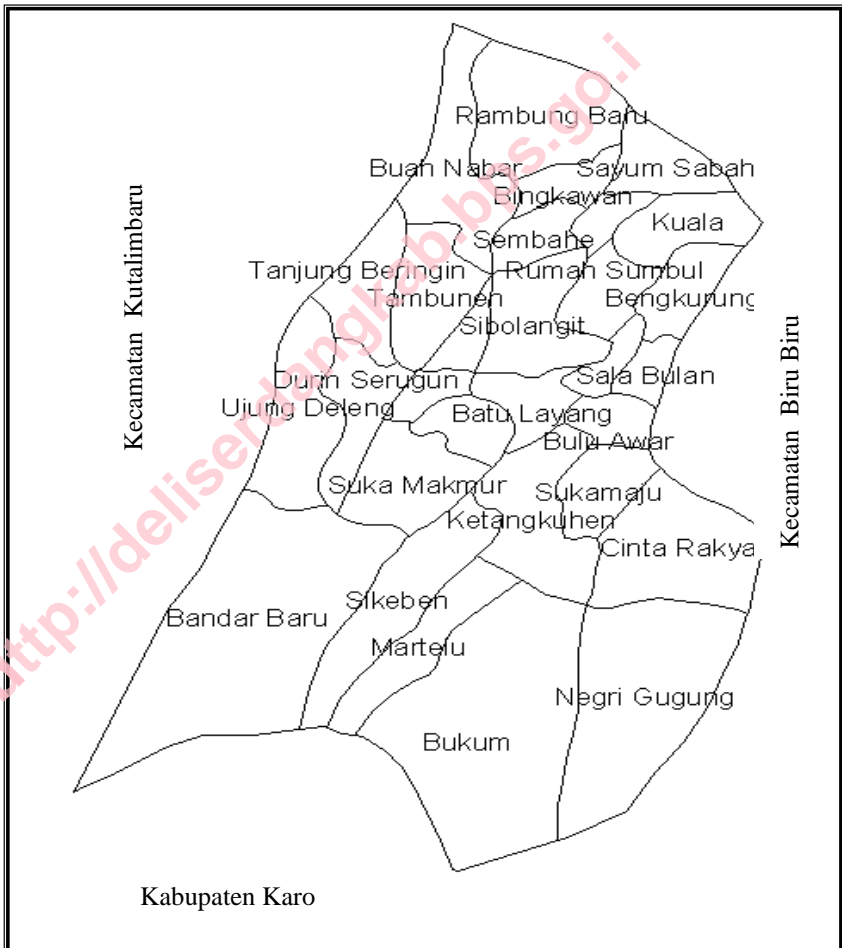 Rambung Baru
Buah Nabar
Sayum Sabah
Bingkawan
Kuala
Sembahe
Tanjung Beringin
Rumah Sumbul
Tambunen
Bengkurung
Sibolangit
Durin Serugun
Sala Bulan
Ujung Deleng
Batu Layang
Bulu Awar
Suka Makmur
Sukamaju
Ketangkuhen
Cinta Rakya
Sikeben
Bandar Baru
Martelu
Negri Gugung
Bukum
Kecamatan Kutalimbaru
Kecamatan Biru Biru
Kabupaten Karo
http://deliserdangkab.bps.go.i